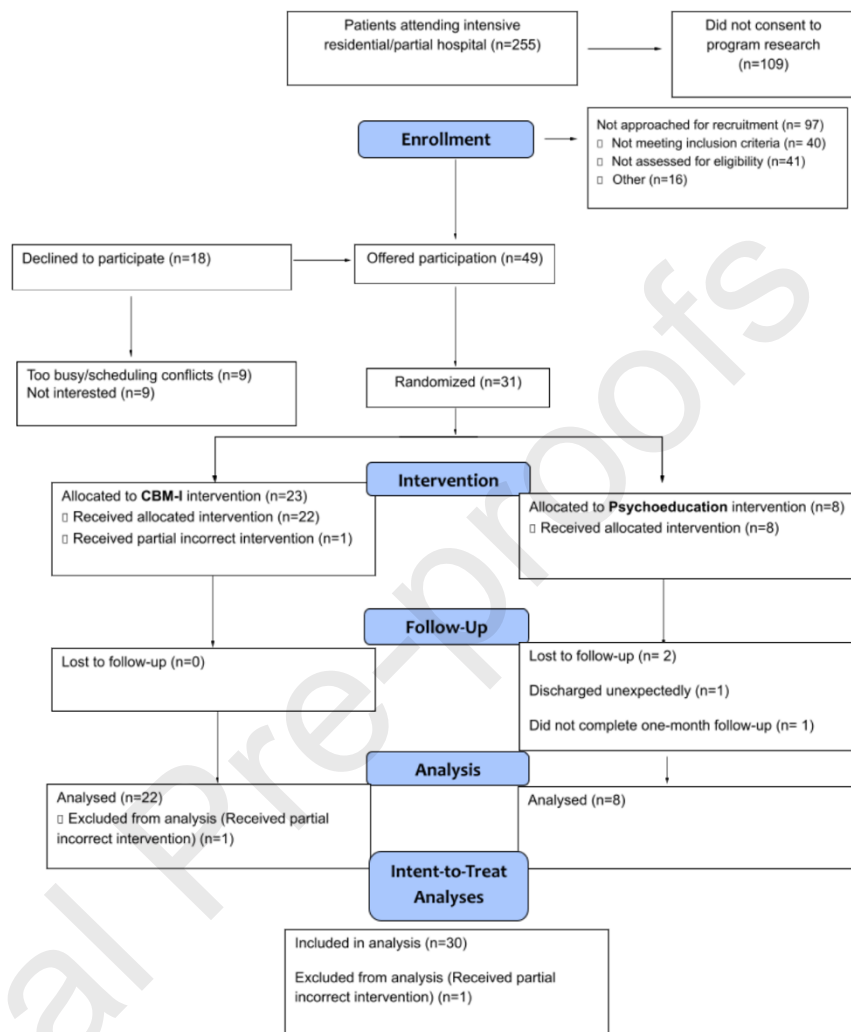 Patients attending intensive
residential/partial hospital (n=255)
Did not consent to
program research
(n=109)
Enrollment
Not approached for recruitment (n= 97)
▯ Not meeting inclusion criteria (n= 40)
▯ Not assessed for eligibility (n=41)
▯ Other (n=16)
Declined to participate (n=18)
Offered participation (n=49)
Too busy/scheduling conflicts (n=9)
Not interested (n=9)
Randomized (n=31)
Intervention
Allocated to CBM-I intervention (n=23)
▯ Received allocated intervention (n=22)
▯ Received partial incorrect intervention (n=1)
Allocated to Psychoeducation intervention (n=8)
▯ Received allocated intervention (n=8)
Follow-Up
Lost to follow-up (n=0)
Lost to follow-up (n= 2)
Discharged unexpectedly (n=1)
Did not complete one-month follow-up (n= 1)
Analysis
Analysed (n=22)
▯ Excluded from analysis (Received partial
incorrect intervention) (n=1)
Analysed (n=8)
Intent-to-Treat
Analyses
Included in analysis (n=30)
Excluded from analysis (Received partial
incorrect intervention) (n=1)
al Pre-proofs